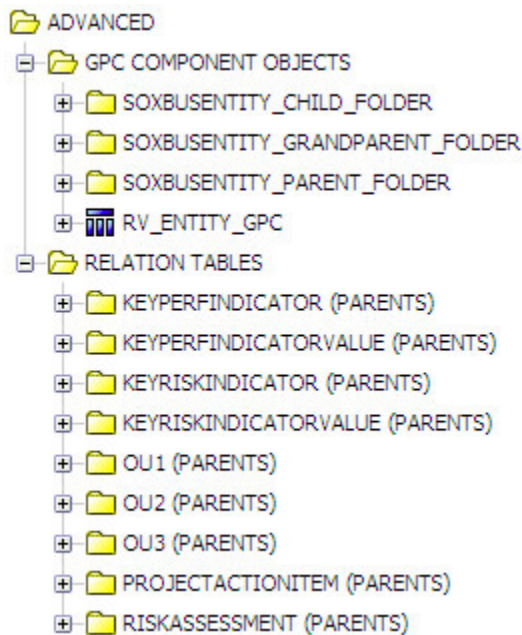 ADVANCED
GPC COMPONENT OBJECTS
SOXBUSENTITY_CHILD_FOLDER
SOXBUSENTITY_GRANDPARENT_FOLDER
SOXBUSENTITY_PARENT_FOLDER
RV_ENTITY_GPC
RELATION TABLES
KEYPERFINDICATOR (PARENTS)
KEYPERFINDICATORVALUE (PARENTS)
KEYRISKINDICATOR (PARENTS)
KEYRISKINDICATORVALUE (PARENTS)
OU1 (PARENTS)
OU2 (PARENTS)
OU3 (PARENTS)
PROJECTACTIONITEM (PARENTS)
RISKASSESSMENT (PARENTS)